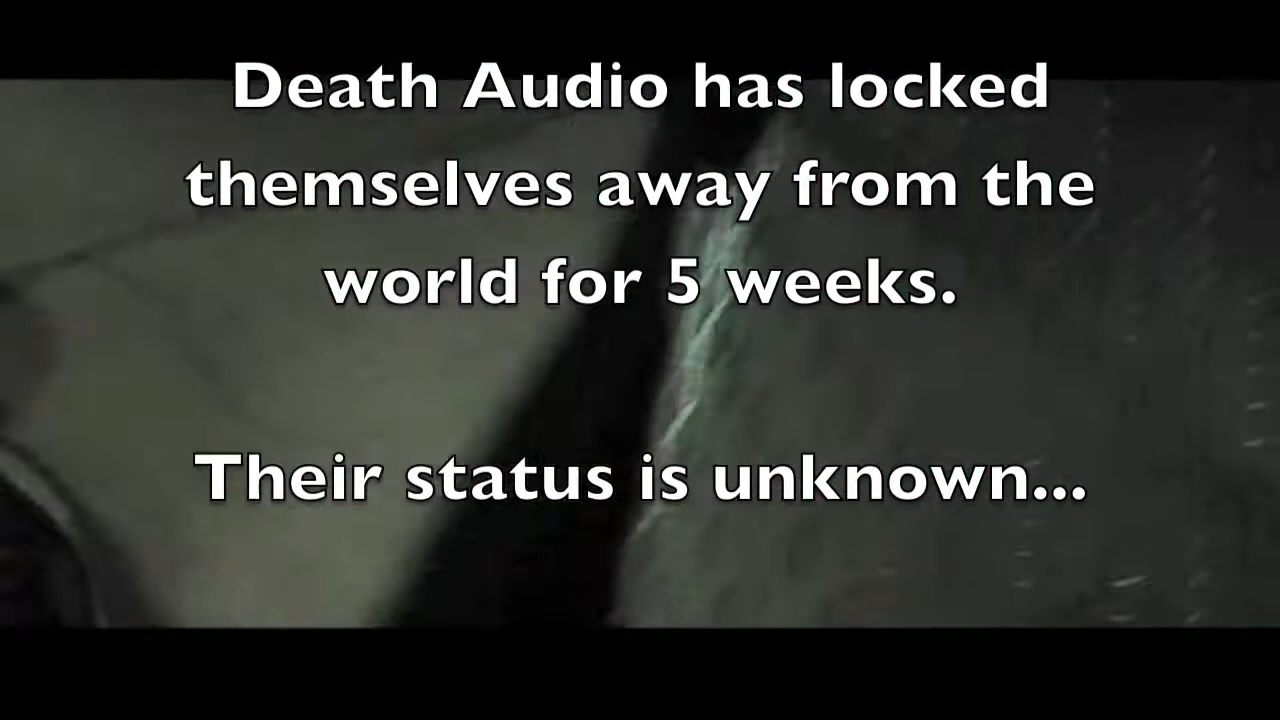 Death Audio has locked
themselves away from the
world for 5 weeks.
Their status is unknown...